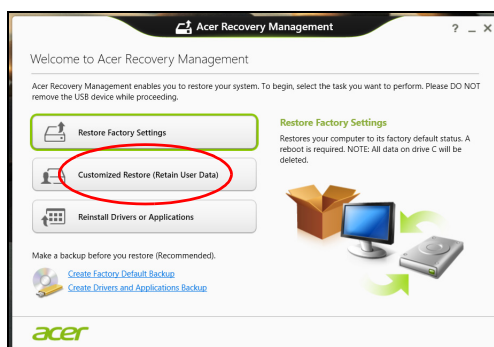 Acer Recovery Management
? _ X
Welcome to Acer Recovery Management
Acer Recovery Management enables you to restore your system. To begin, select the task you want to perform. Please DO NOT
remove the USB device while proceeding.
Restore Factory Settings
Customized Restore (Retain User Data)
Reinstall Drivers or Applications
Restore Factory Settings
Restores your computer to its factory default status. A
reboot is required. NOTE: All data on drive C will be
deleted.
Make a backup before you restore (Recommended).
Create Factory Default Backup
Create Drivers and Applications Backup
acer